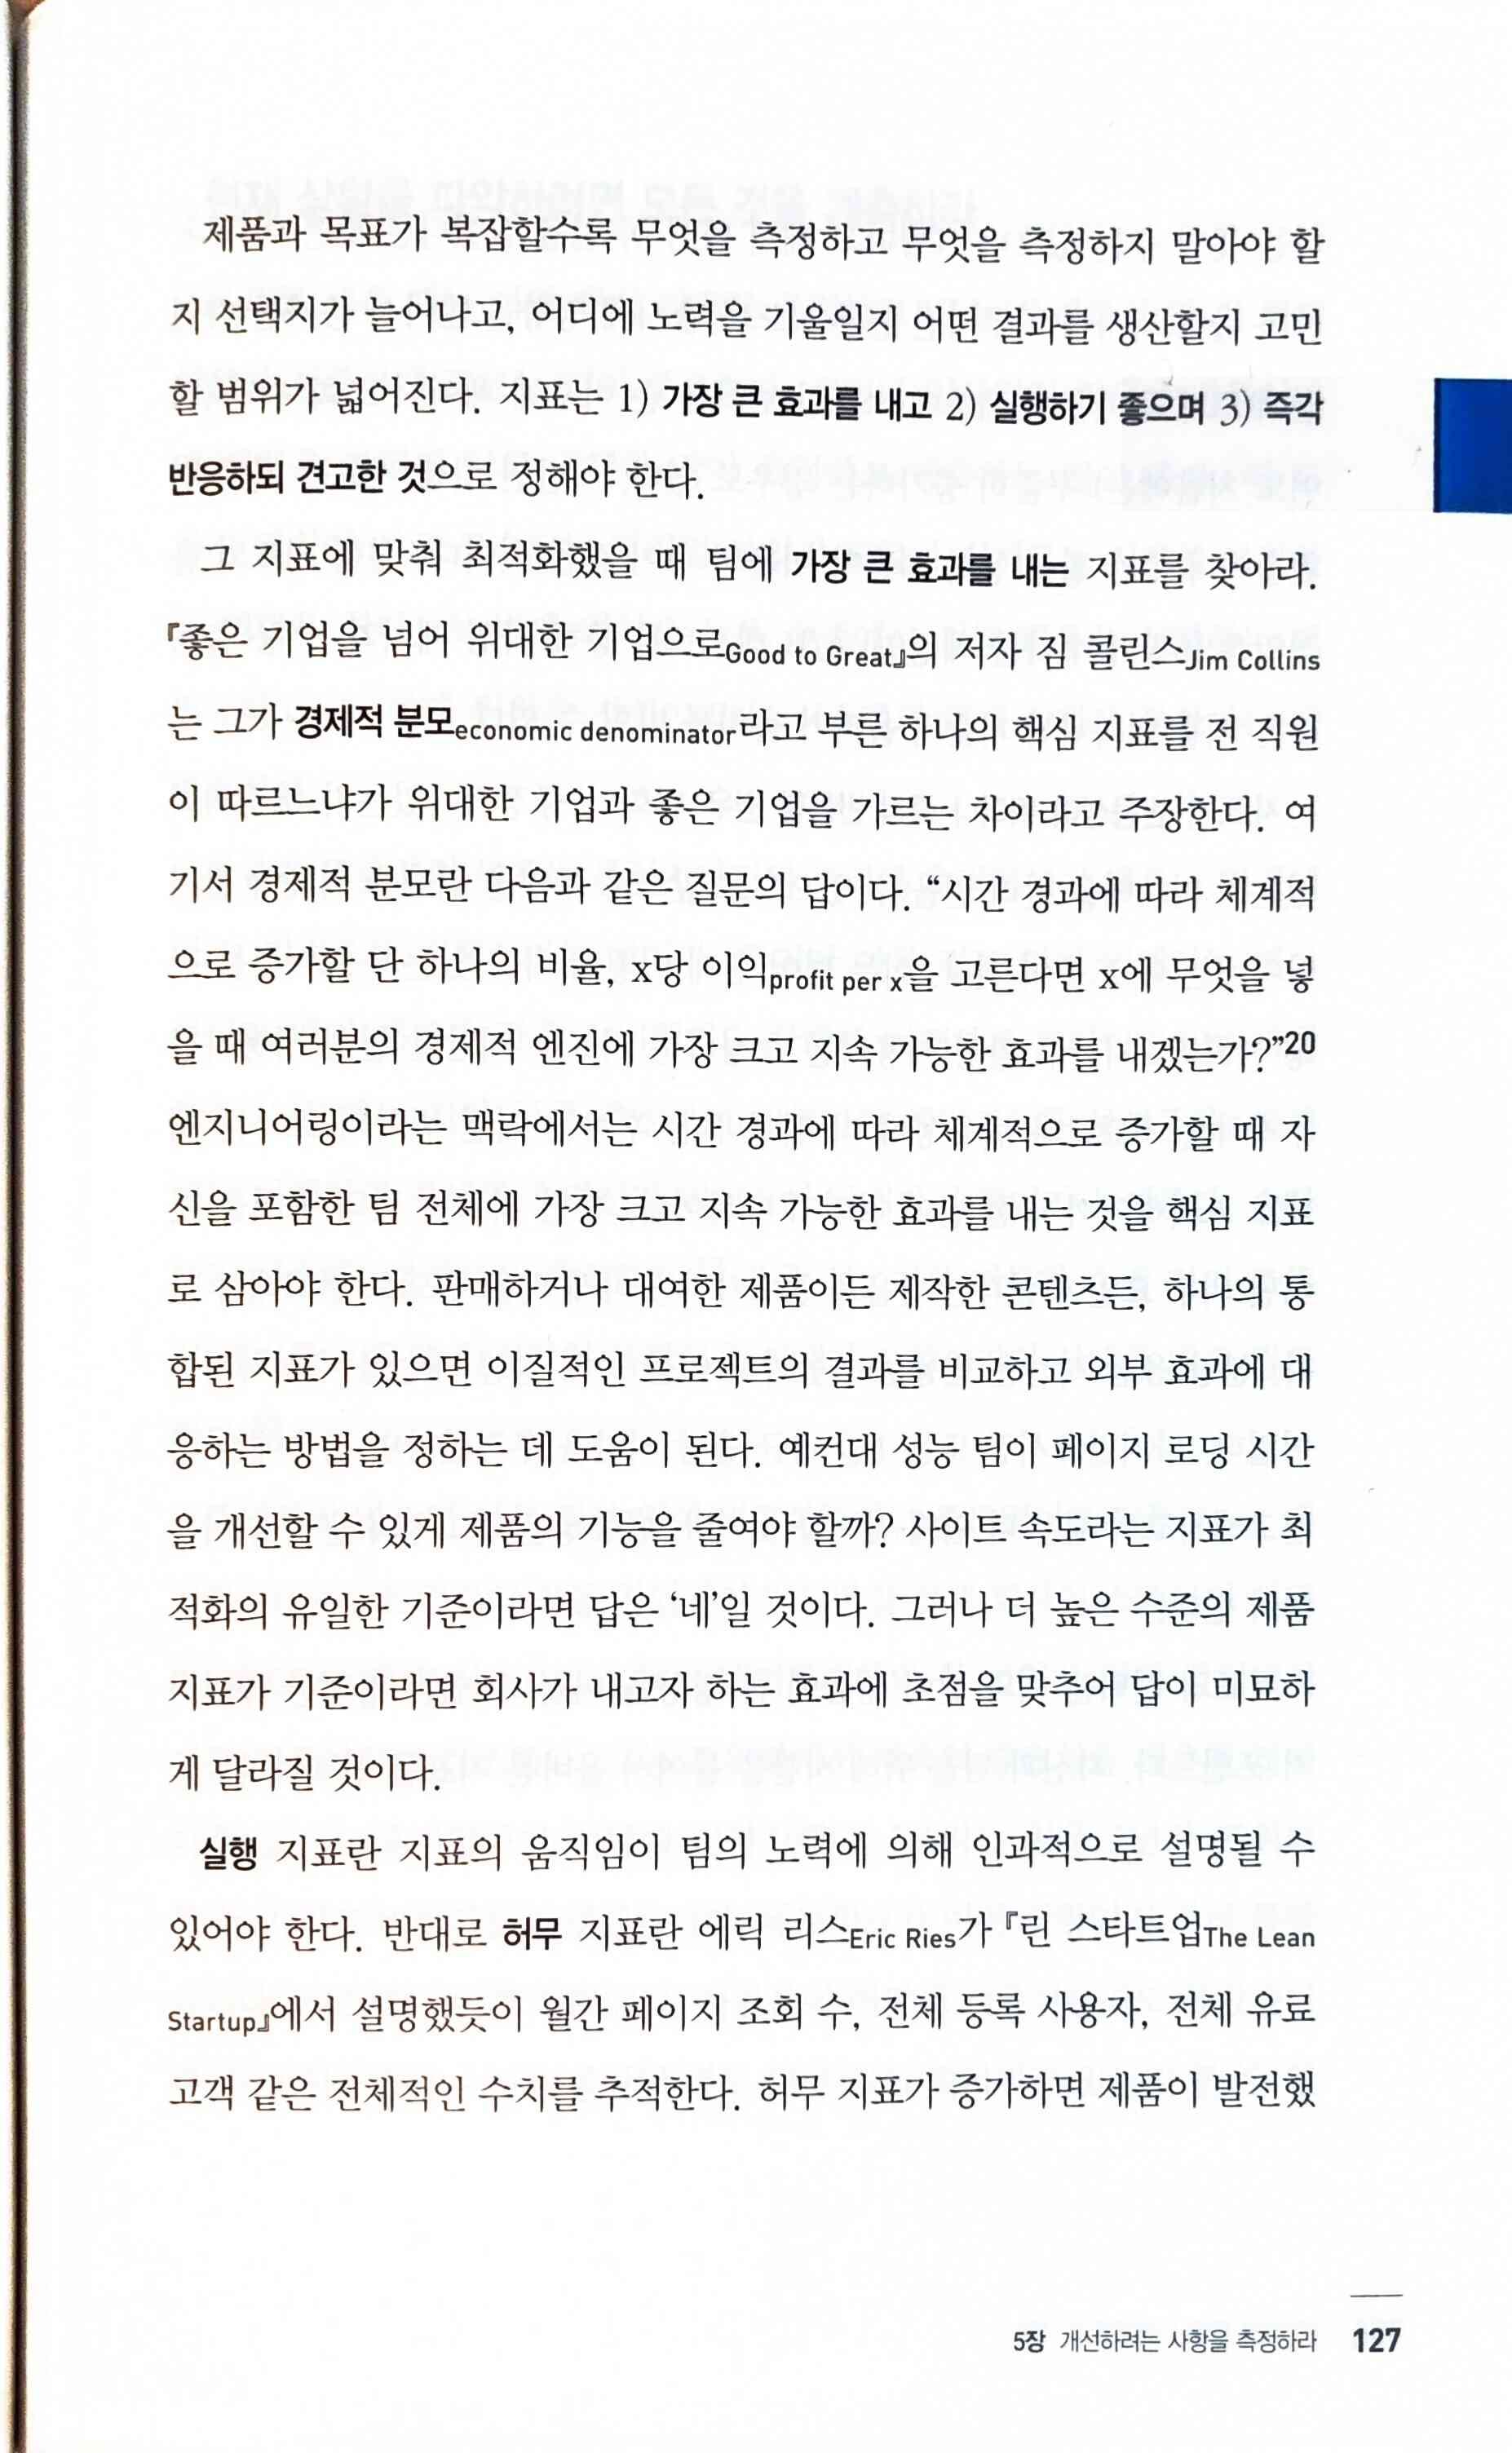 제품과 목표가 복잡할수록 무엇을 측정하고 무엇을 측정하지 말아야 할
지 선택지가 늘어나고, 어디에 노력을 기울일지 어떤 결과를 생산할지 고민
할 범위가 넓어진다. 지표는 1) 가장 큰 효과를 내고 2) 실행하기 좋으며 3) 즉각
반응하되 견고한 것으로 정해야 한다.
그 지표에 맞춰 최적화했을 때 팀에 가장 큰 효과를 내는 지표를 찾아라.
『좋은 기업을 넘어 위대한 기업으로Good to Great』의 저자 짐 콜린스Jim Collins
는 그가 경제적 분모economic denominator라고 부른 하나의 핵심 지표를 전 직원
이 따르느냐가 위대한 기업과 좋은 기업을 가르는 차이라고 주장한다. 여
기서 경제적 분모란 다음과 같은 질문의 답이다. “시간 경과에 따라 체계적
으로 증가할 단 하나의 비율, x당 이익profit per x을 고른다면 x에 무엇을 넣
을 때 여러분의 경제적 엔진에 가장 크고 지속 가능한 효과를 내겠는가?”20
엔지니어링이라는 맥락에서는 시간 경과에 따라 체계적으로 증가할 때 자
신을 포함한 팀 전체에 가장 크고 지속 가능한 효과를 내는 것을 핵심 지표
로 삼아야 한다. 판매하거나 대여한 제품이든 제작한 콘텐츠든, 하나의 통
합된 지표가 있으면 이질적인 프로젝트의 결과를 비교하고 외부 효과에 대
응하는 방법을 정하는 데 도움이 된다. 예컨대 성능 팀이 페이지 로딩 시간
을 개선할 수 있게 제품의 기능을 줄여야 할까? 사이트 속도라는 지표가 최
적화의 유일한 기준이라면 답은 ‘네’일 것이다. 그러나 더 높은 수준의 제품
지표가 기준이라면 회사가 내고자 하는 효과에 초점을 맞추어 답이 미묘하
게 달라질 것이다.
실행 지표란 지표의 움직임이 팀의 노력에 의해 인과적으로 설명될 수
있어야 한다. 반대로 허무 지표란 에릭 리스Eric Ries가 『린 스타트업The Lean
Startup』에서 설명했듯이 월간 페이지 조회 수, 전체 등록 사용자, 전체 유료
고객 같은 전체적인 수치를 추적한다. 허무 지표가 증가하면 제품이 발전했
5장 개선하려는 사항을 측정하라 127